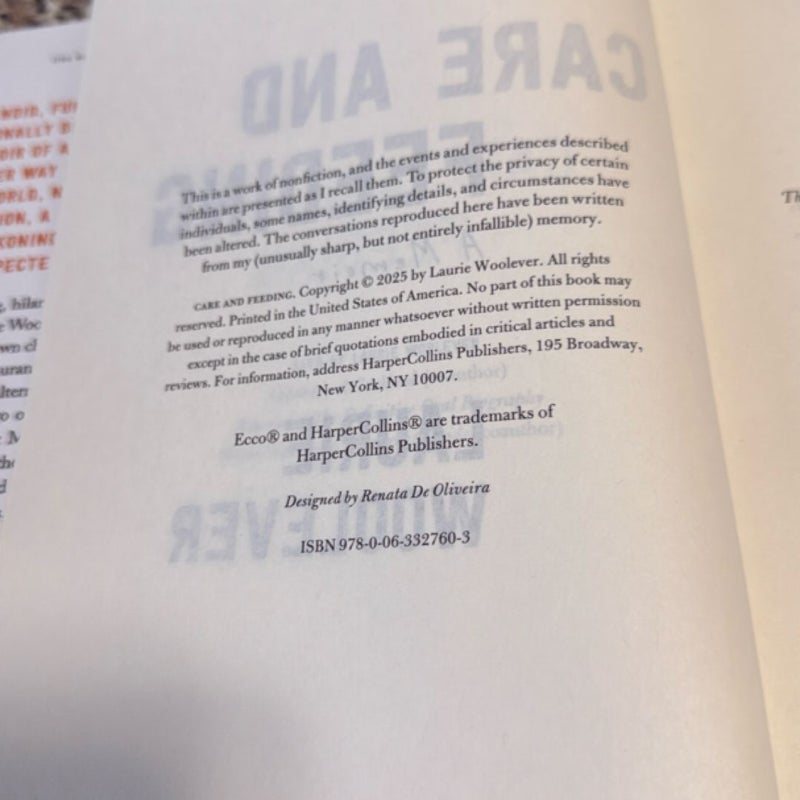 This is a work of nonfiction, and the events and experiences described
within are presented as I recall them. To protect the privacy of certain
individuals, some names, identifying details, and circumstances have
been altered. The conversations reproduced here have been written
from my (unusually sharp, but not entirely infallible) memory.
CARE AND FEEDING. Copyright © 2025 by Laurie Woolever. All rights
reserved. Printed in the United States of America. No part of this book may
be used or reproduced in any manner whatsoever without written permission
except in the case of brief quotations embodied in critical articles and
reviews. For information, address HarperCollins Publishers, 195 Broadway,
New York, NY 10007.
Ecco® and HarperCollins® are trademarks of
HarperCollins Publishers.
Designed by Renata De Oliveira
ISBN 978-0-06-332760-3
CARE AND
FEEDING
A Memoir
LAURIE
WOOLEVER